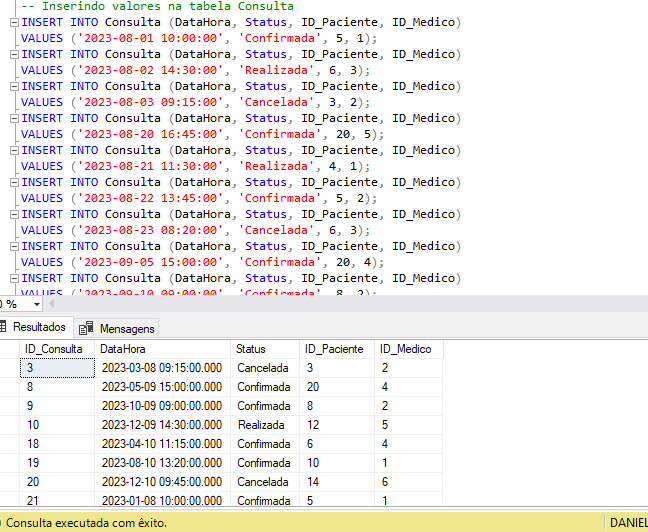 -- Inserindo valores na tabela Consulta
INSERT INTO Consulta (DataHora, Status, ID_Paciente, ID_Medico)
VALUES ('2023-08-01 10:00:00', 'Confirmada', 5, 1);
INSERT INTO Consulta (DataHora, Status, ID_Paciente, ID_Medico)
VALUES ('2023-08-02 14:30:00', 'Realizada', 6, 3);
INSERT INTO Consulta (DataHora, Status, ID_Paciente, ID_Medico)
VALUES ('2023-08-03 09:15:00', 'Cancelada', 3, 2);
INSERT INTO Consulta (DataHora, Status, ID_Paciente, ID_Medico)
VALUES ('2023-08-20 16:45:00', 'Confirmada', 20, 5);
INSERT INTO Consulta (DataHora, Status, ID_Paciente, ID_Medico)
VALUES ('2023-08-21 11:30:00', 'Realizada', 4, 1);
INSERT INTO Consulta (DataHora, Status, ID_Paciente, ID_Medico)
VALUES ('2023-08-22 13:45:00', 'Confirmada', 5, 2);
INSERT INTO Consulta (DataHora, Status, ID_Paciente, ID_Medico)
VALUES ('2023-08-23 08:20:00', 'Cancelada', 6, 3);
INSERT INTO Consulta (DataHora, Status, ID_Paciente, ID_Medico)
VALUES ('2023-09-05 15:00:00', 'Confirmada', 20, 4);
INSERT INTO Consulta (DataHora, Status, ID_Paciente, ID_Medico)
VALUES ('2023-09-10 09:00:00', 'Confirmada', 8, 2);
0 %
Resultados Mensagens
ID_Consulta DataHora Status ID_Paciente ID_Medico
3 2023-03-08 09:15:00.000 Cancelada 3 2
8 2023-05-09 15:00:00.000 Confirmada 20 4
9 2023-10-09 09:00:00.000 Confirmada 8 2
10 2023-12-09 14:30:00.000 Realizada 12 5
18 2023-04-10 11:15:00.000 Confirmada 6 4
19 2023-08-10 13:20:00.000 Confirmada 10 1
20 2023-12-10 09:45:00.000 Cancelada 14 6
21 2023-01-08 10:00:00.000 Confirmada 5 1
Consulta executada com êxito. DANIEL